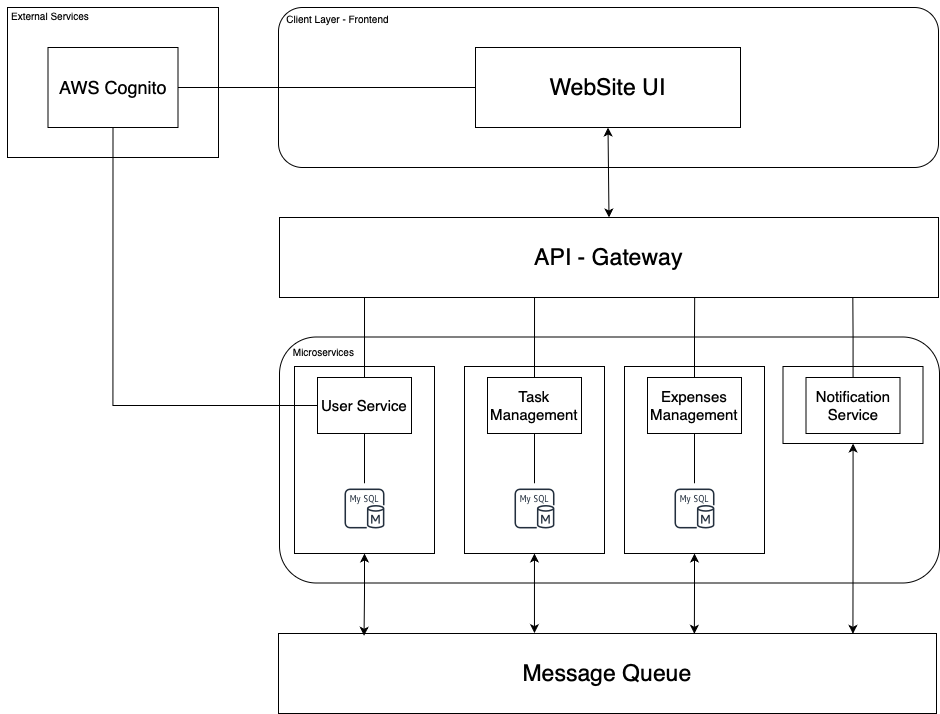 External Services
Client Layer - Frontend
AWS Cognito
WebSite UI
API - Gateway
Microservices
User Service
Task
Management
Expenses
Management
Notification
Service
My SQL
M
My SQL
M
My SQL
M
Message Queue